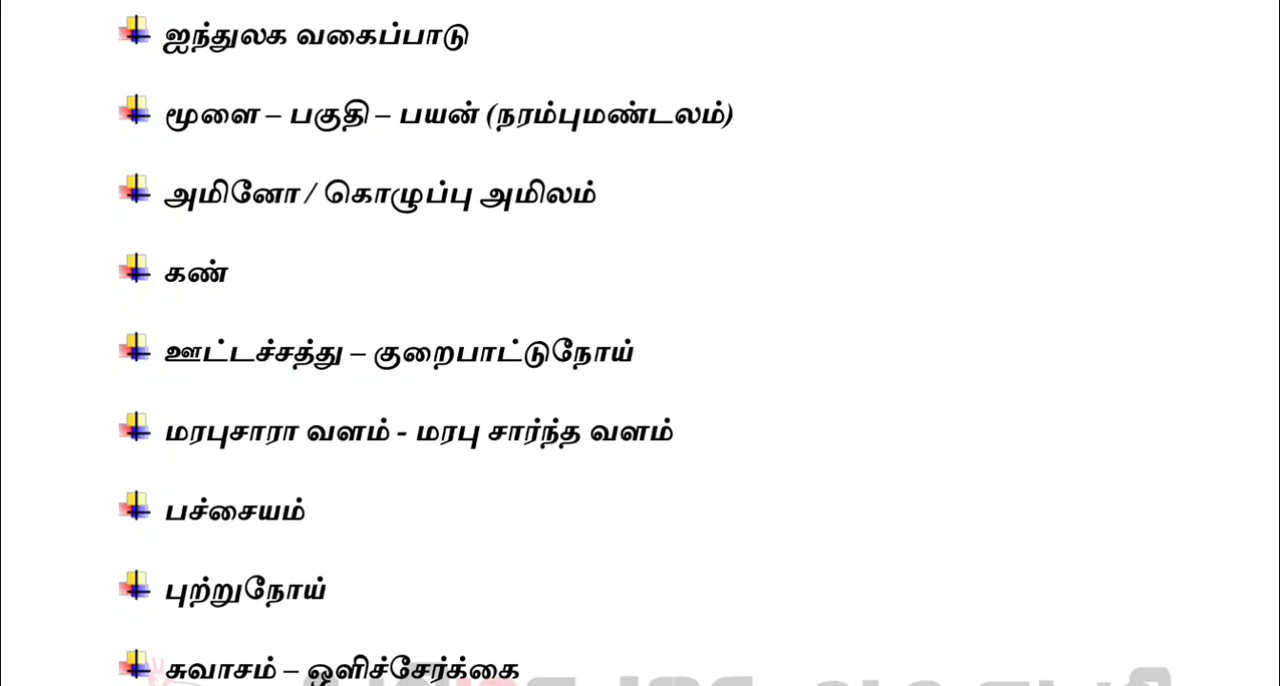 ஐந்துலக வகைப்பாடு
மூளை – பகுதி – பயன் (நரம்புமண்டலம்)
அமினோ / கொழுப்பு அமிலம்
கண்
ஊட்டச்சத்து – குறைபாட்டுநோய்
மரபுசாரா வளம் - மரபு சார்ந்த வளம்
பச்சையம்
புற்றுநோய்
சுவாசம் – ஒளிச்சேர்க்கை